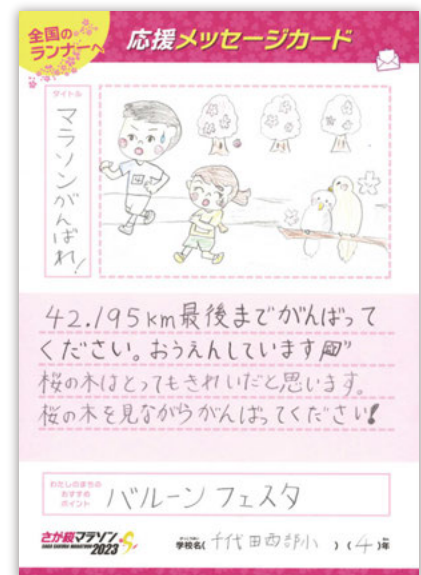 全国の
ランナーへ
応援メッセージカード
タイトル
マラソンがんばれ!
42.195km最後までがんばって
ください。おうえんしています
桜の木はとってもきれいだと思います。
桜の木を見ながらがんばってください!
わたしのまちの
おすすめ
ポイント
バルーンフェスタ
さが桜マラソン
SAGA SAKURA MARATHON
2023
学校名(千代田西部小)(4)年